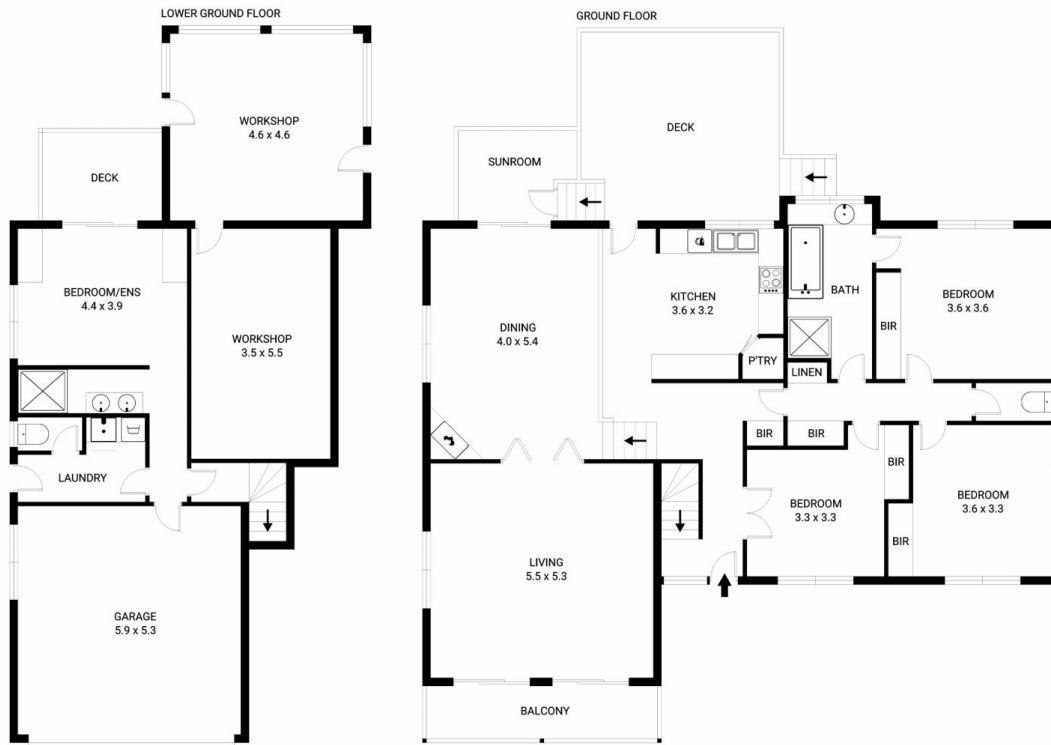 LOWER GROUND FLOOR
WORKSHOP
4.6 x 4.6
DECK
BEDROOM/ENS
4.4 x 3.9
WORKSHOP
3.5 x 5.5
LAUNDRY
GARAGE
5.9 x 5.3
GROUND FLOOR
DECK
SUNROOM
KITCHEN
3.6 x 3.2
BATH
BEDROOM
3.6 x 3.6
BIR
DINING
4.0 x 5.4
P'TRY
LINEN
BIR
BIR
BIR
BEDROOM
3.3 x 3.3
BEDROOM
3.6 x 3.3
BIR
LIVING
5.5 x 5.3
BALCONY